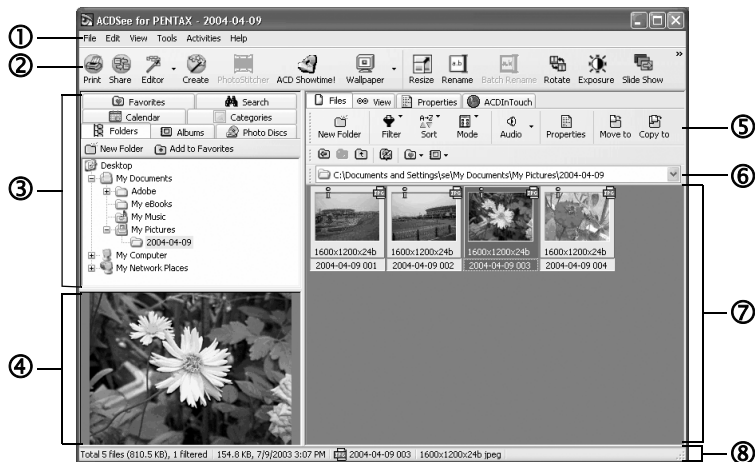 ACDSee for PENTAX - 2004-04-09
① File Edit View Tools Activities Help
② Print Share Editor Create PhotoStitcher ACD Showtime! Wallpaper Resize Rename Batch Rename Rotate Exposure Slide Show »
Favorites Search
Calendar Categories
Folders Albums Photo Discs
New Folder Add to Favorites
③
Desktop
My Documents
Adobe
My eBooks
My Music
My Pictures
2004-04-09
My Computer
My Network Places
④
Files View Properties ACDInTouch
New Folder Filter Sort Mode Audio Properties Move to Copy to
⑤
C:\Documents and Settings\se\My Documents\My Pictures\2004-04-09
⑥
1600x1200x24b 1600x1200x24b 1600x1200x24b 1600x1200x24b
2004-04-09 001 2004-04-09 002 2004-04-09 003 2004-04-09 004
⑦
Total 5 files (810.5 KB), 1 filtered 154.8 KB, 7/9/2003 3:07 PM 2004-04-09 003 1600x1200x24b jpeg
⑧